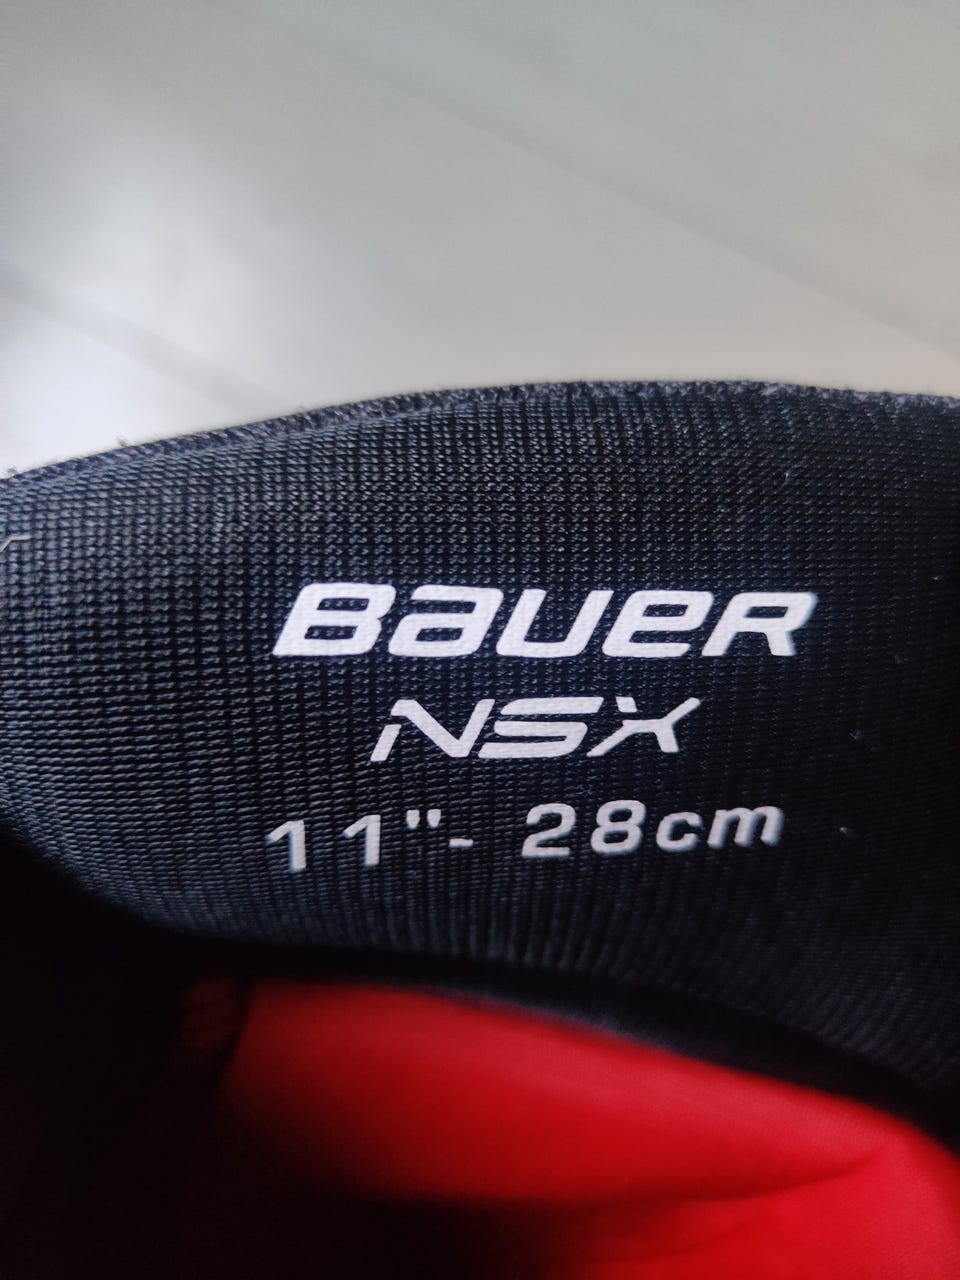 BAUER
NSX
11"- 28cm